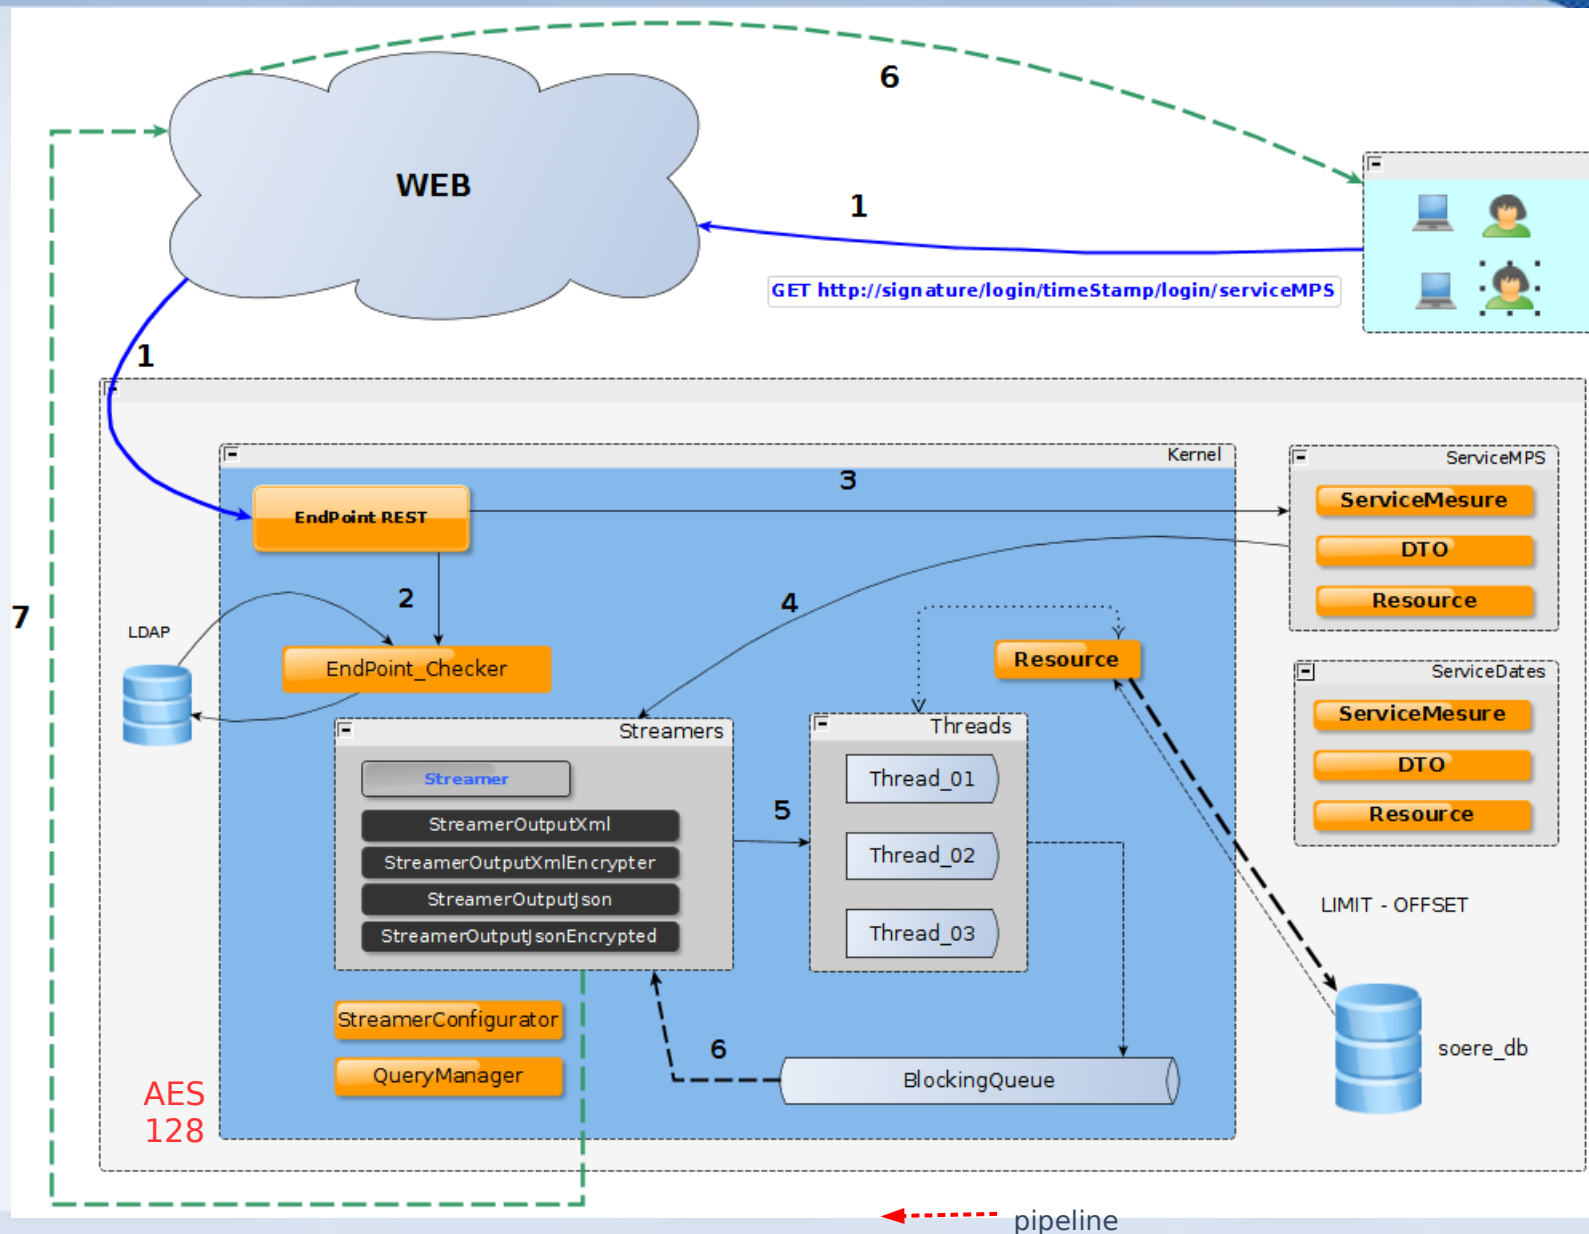 6
WEB
1
GET http://signature/login/timeStamp/login/serviceMPS
1
Kernel
ServiceMPS
3
ServiceMesure
EndPoint REST
DTO
2
4
Resource
7
LDAP
EndPoint_Checker
Resource
ServiceDates
ServiceMesure
Streamers
Threads
DTO
Streamer
Thread_01
5
Resource
StreamerOutputXml
StreamerOutputXmlEncrypter
Thread_02
StreamerOutputJson
LIMIT - OFFSET
StreamerOutputJsonEncrypted
Thread_03
StreamerConfigurator
6
soere_db
QueryManager
BlockingQueue
AES
128
pipeline